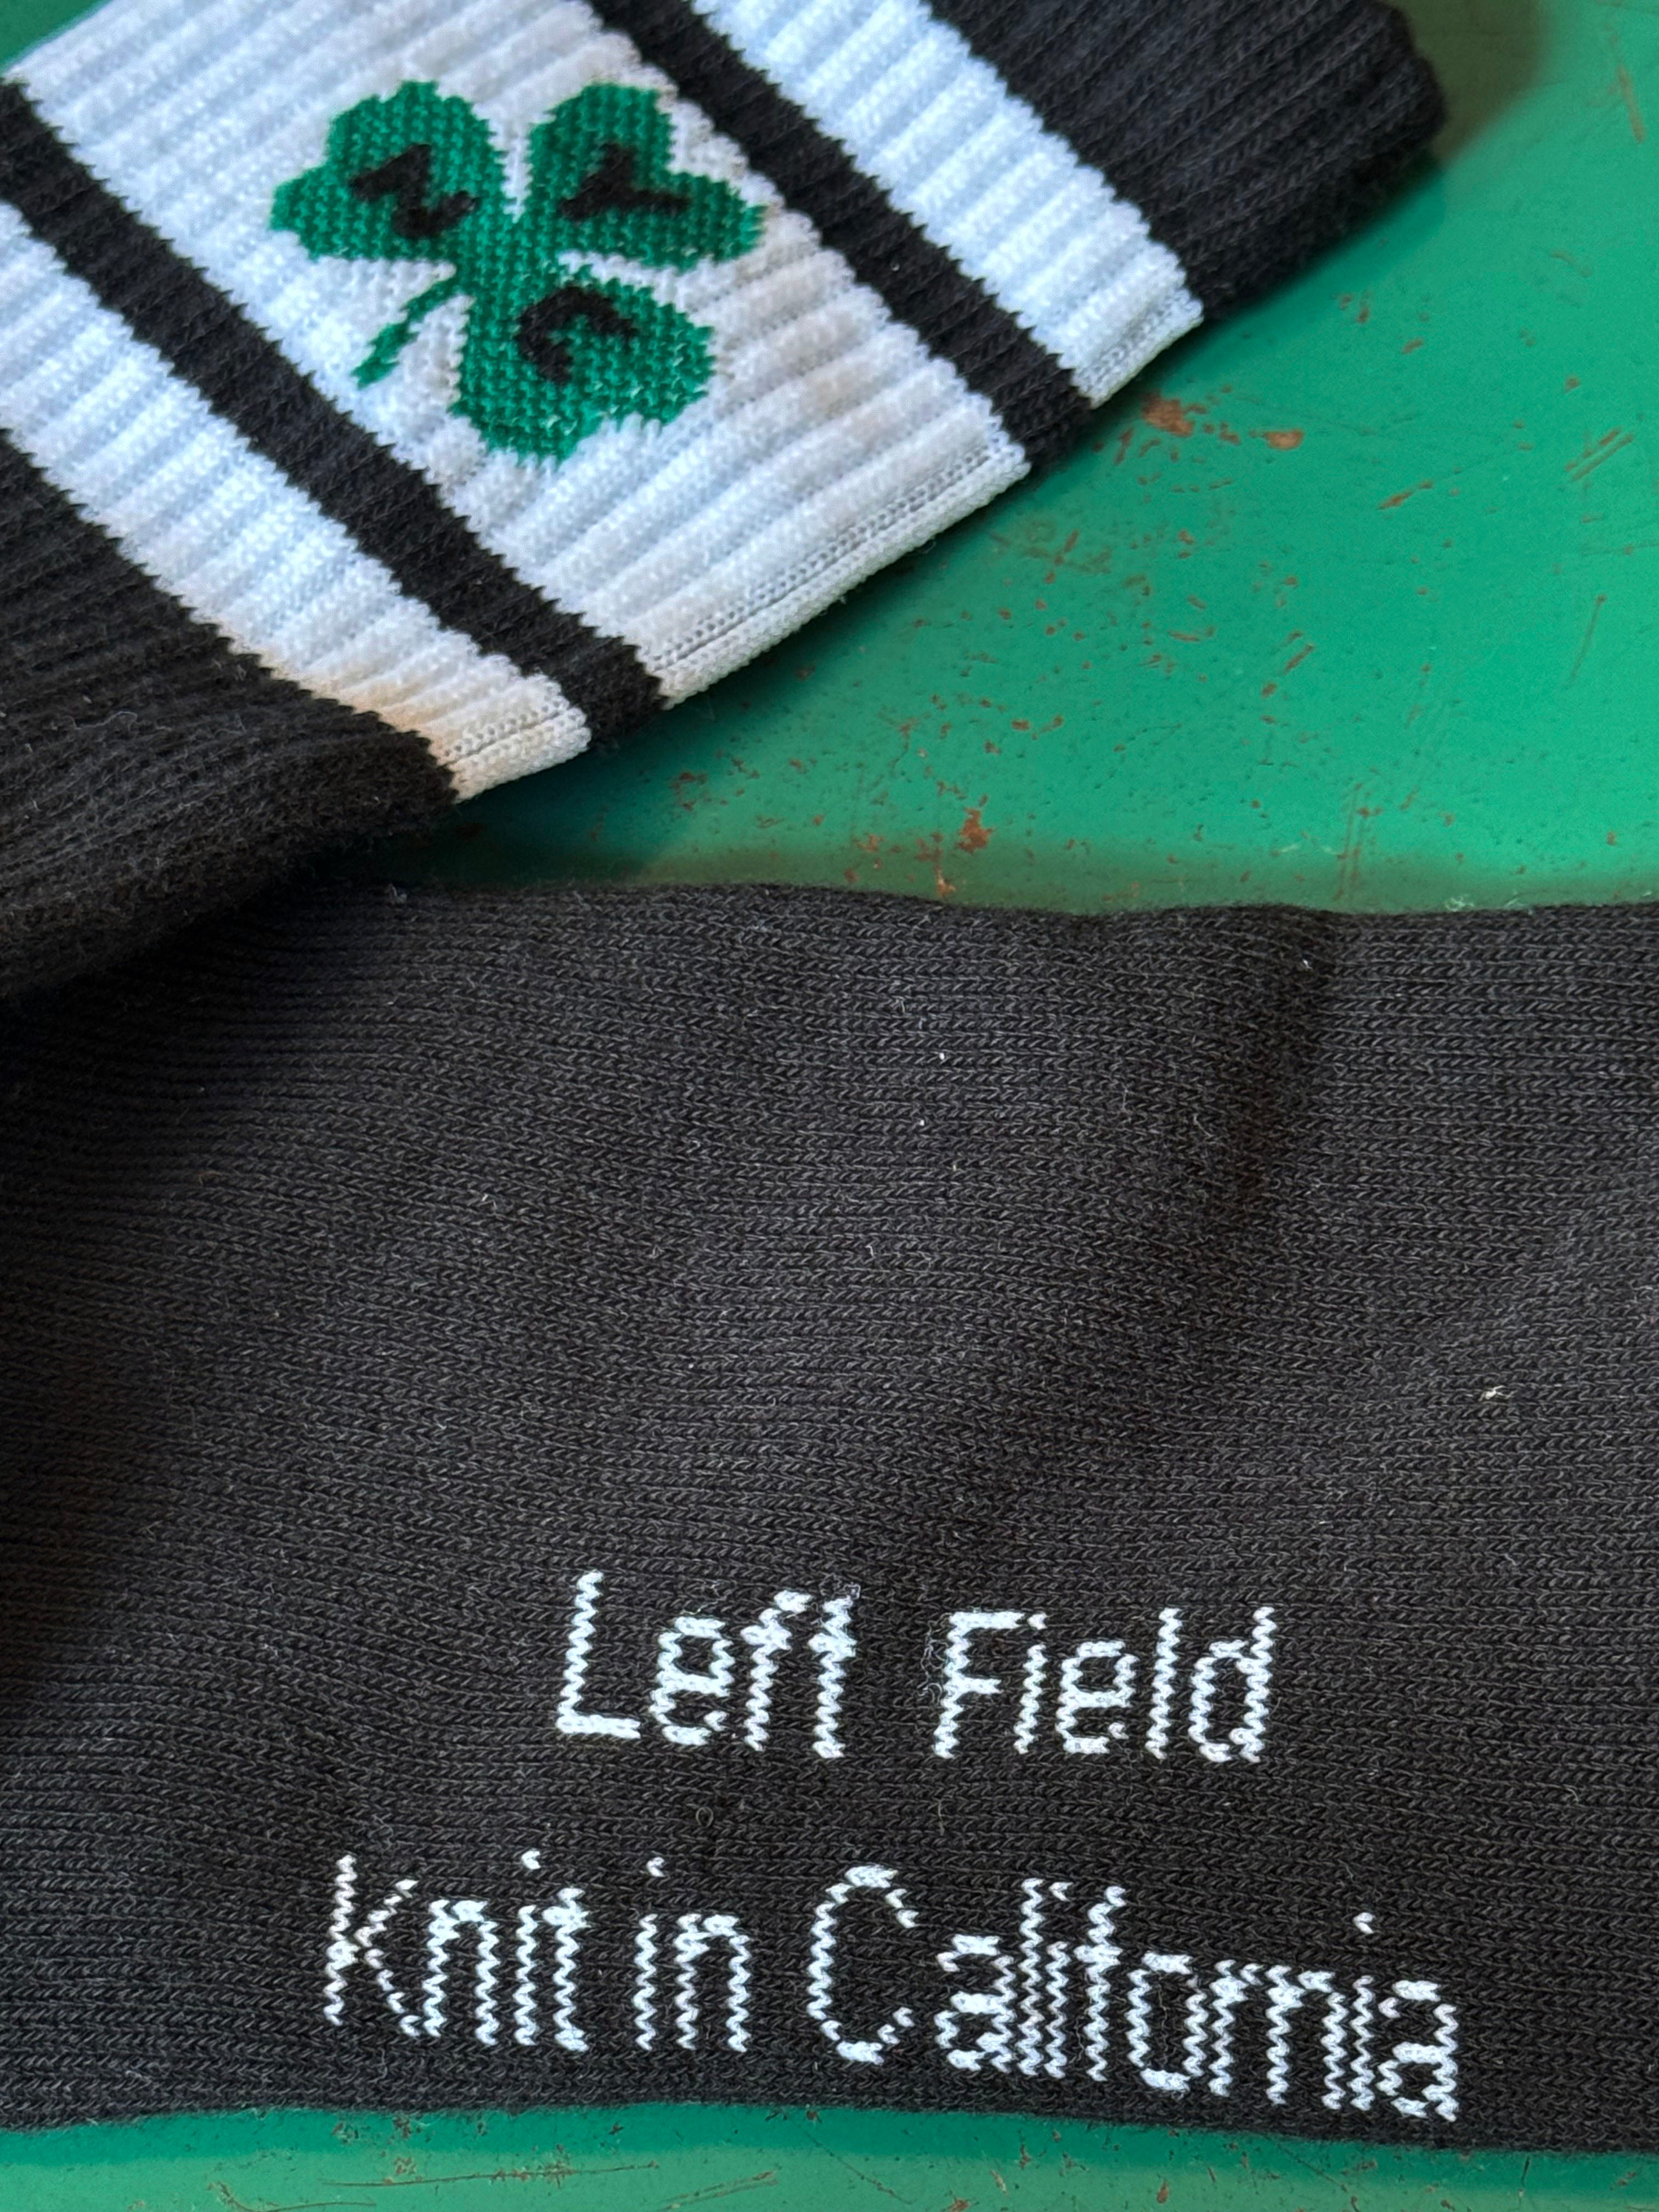 N Y
C
Left Field
Knit in California